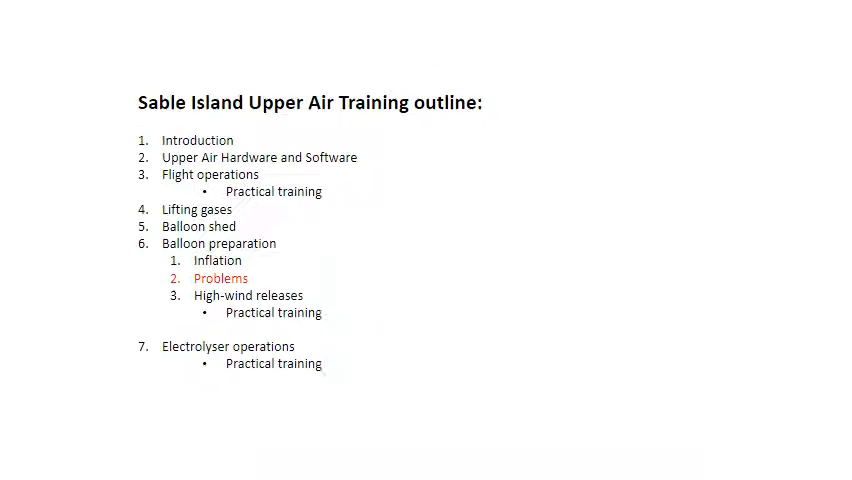 Sable Island Upper Air Training outline:
1. Introduction
2. Upper Air Hardware and Software
3. Flight operations
• Practical training
4. Lifting gases
5. Balloon shed
6. Balloon preparation
1. Inflation
2. Problems
3. High-wind releases
• Practical training
7. Electrolyser operations
• Practical training